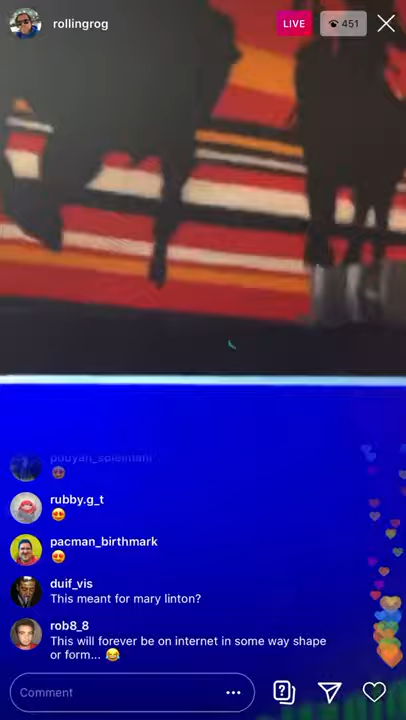 rollingrog
LIVE
451
pouyan_soleimani
😍
rubby.g_t
😍
pacman_birthmark
😍
duif_vis
This meant for mary linton?
rob8_8
This will forever be on internet in some way shape
or form... 😂
Comment